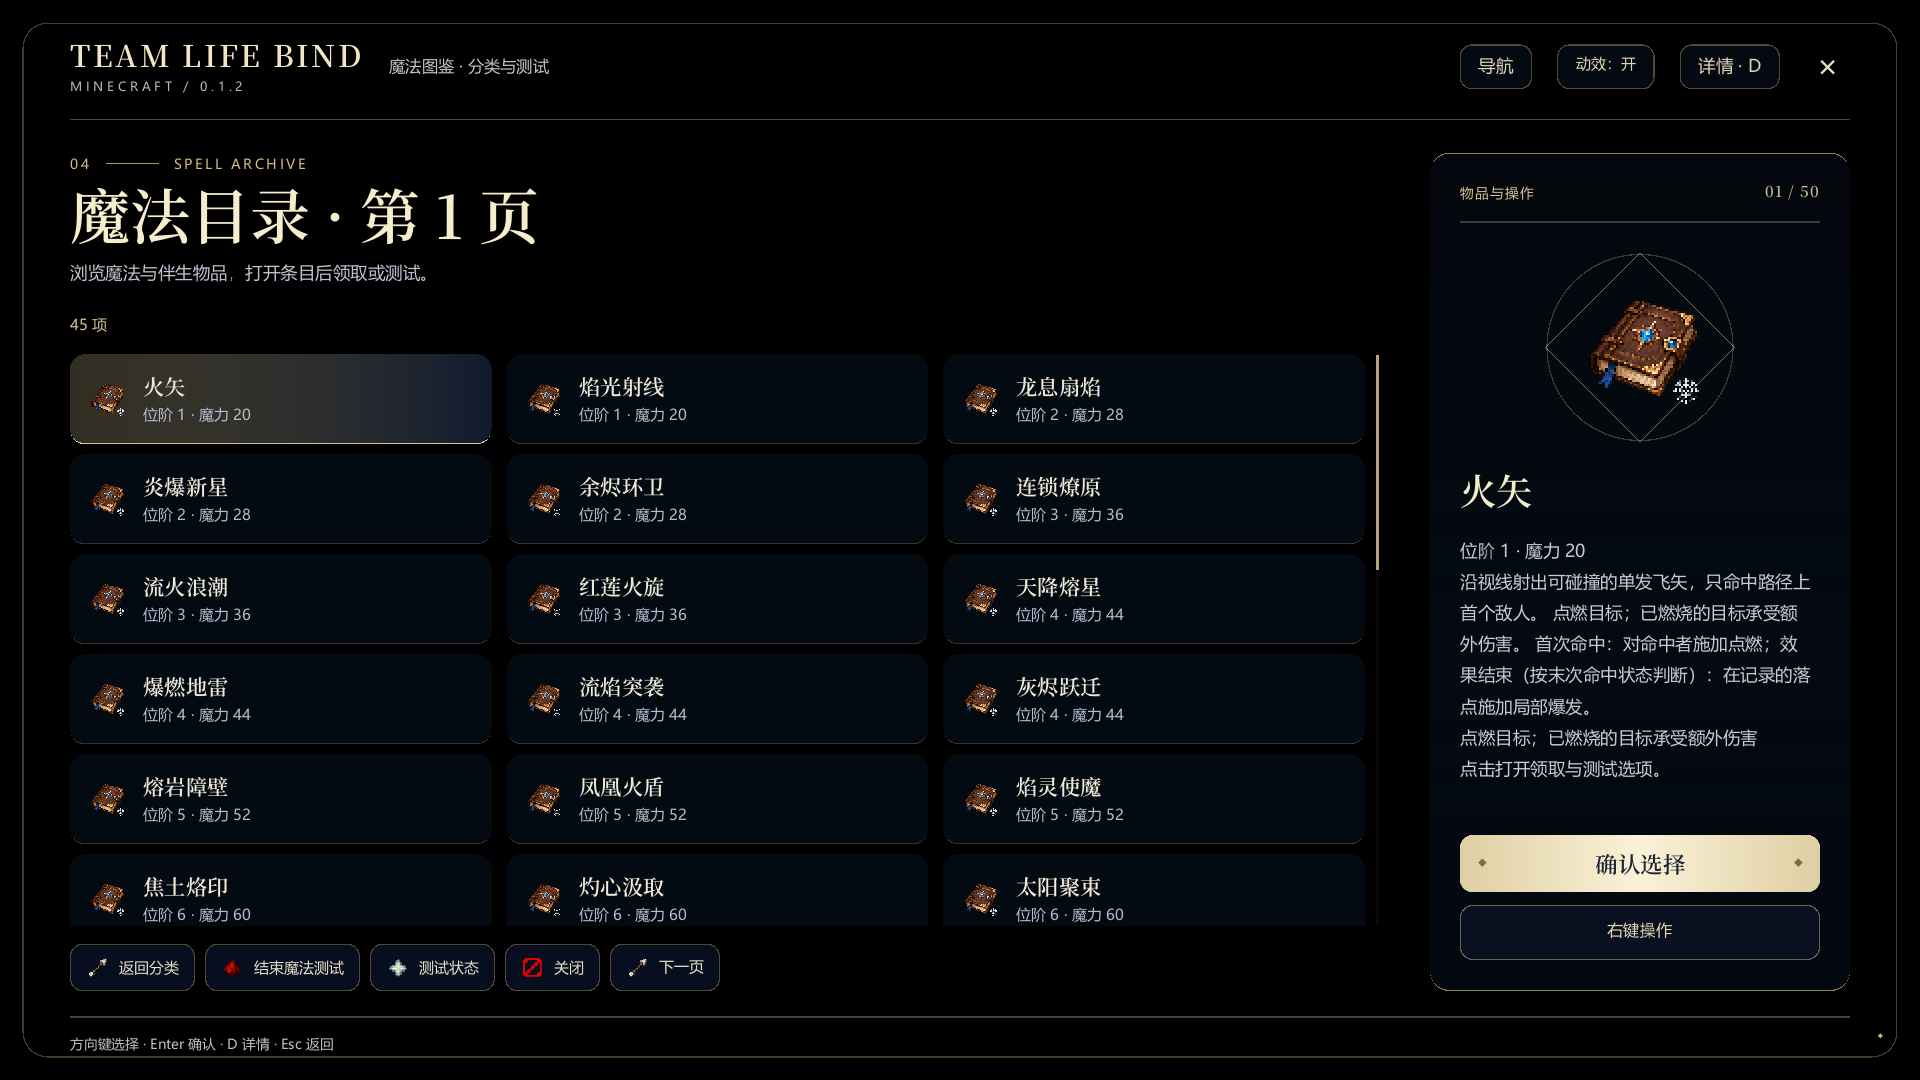 TEAM LIFE BIND
MINECRAFT / 0.1.2
魔法图鉴 · 分类与测试
导航
动效：开
详情 · D
×
04
SPELL ARCHIVE
魔法目录 · 第 1 页
浏览魔法与伴生物品，打开条目后领取或测试。
45 项
火矢
位阶 1 · 魔力 20
焰光射线
位阶 1 · 魔力 20
龙息扇焰
位阶 2 · 魔力 28
炎爆新星
位阶 2 · 魔力 28
余烬环卫
位阶 2 · 魔力 28
连锁燎原
位阶 3 · 魔力 36
流火浪潮
位阶 3 · 魔力 36
红莲火旋
位阶 3 · 魔力 36
天降熔星
位阶 4 · 魔力 44
爆燃地雷
位阶 4 · 魔力 44
流焰突袭
位阶 4 · 魔力 44
灰烬跃迁
位阶 4 · 魔力 44
熔岩障壁
位阶 5 · 魔力 52
凤凰火盾
位阶 5 · 魔力 52
焰灵使魔
位阶 5 · 魔力 52
焦土烙印
位阶 6 · 魔力 60
灼心汲取
位阶 6 · 魔力 60
太阳聚束
位阶 6 · 魔力 60
返回分类
结束魔法测试
测试状态
关闭
下一页
物品与操作
01 / 50
火矢
位阶 1 · 魔力 20
沿视线射出可碰撞的单发飞矢，只命中路径上
首个敌人。 点燃目标；已燃烧的目标承受额
外伤害。 首次命中：对命中者施加点燃；效
果结束（按末次命中状态判断）：在记录的落
点施加局部爆发。
点燃目标；已燃烧的目标承受额外伤害
点击打开领取与测试选项。
确认选择
右键操作
方向键选择 · Enter 确认 · D 详情 · Esc 返回